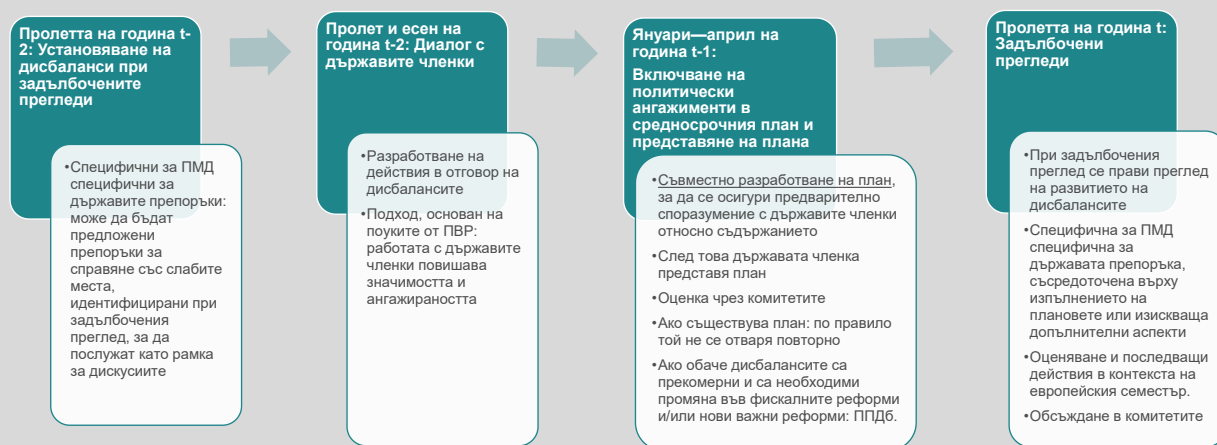 Пролетта на година t-
2: Установяване на
дисбаланси при
задълбочените
прегледи
•Специфични за ПМД
специфични за
държавите препоръки:
може да бъдат
предложени
препоръки за
справяне със слабите
места,
идентифицирани при
задълбочения
преглед, за да
послужат като рамка
за дискусиите
Пролет и есен на
година t-2: Диалог с
държавите членки
•Разработване на
действия в отговор на
дисбалансите
•Подход, основан на
поуките от ПВР:
работата с държавите
членки повишава
значимостта и
ангажираността
Януари—април на
година t-1:
Включване на
политически
ангажименти в
средносрочния план и
представяне на плана
•Съвместно разработване на план,
за да се осигури предварително
споразумение с държавите членки
относно съдържанието
•След това държавата членка
представя план
•Оценка чрез комитетите
•Ако съществува план: по правило
той не се отваря повторно
•Ако обаче дисбалансите са
прекомерни и са необходими
промяна във фискалните реформи
и/или нови важни реформи: ППДб.
Пролетта на година t:
Задълбочени
прегледи
•При задълбочения
преглед се прави преглед
на развитието на
дисбалансите
•Специфична за ПМД
специфична за
държавата препоръка,
съсредоточена върху
изпълнението на
плановете или изискваща
допълнителни аспекти
•Оценяване и последващи
действия в контекста на
европейския семестър.
•Обсъждане в комитетите